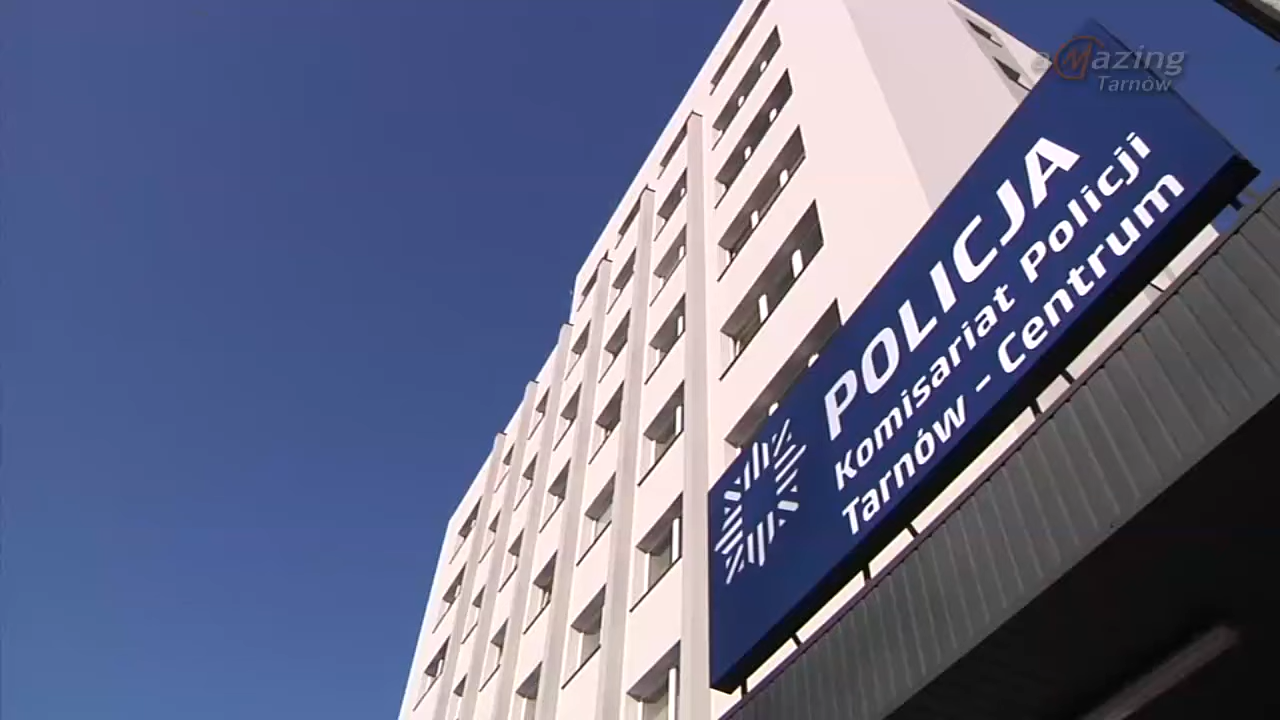 aMazing
Tarnów
POLICJA
Komisariat Policji
Tarnów - Centrum